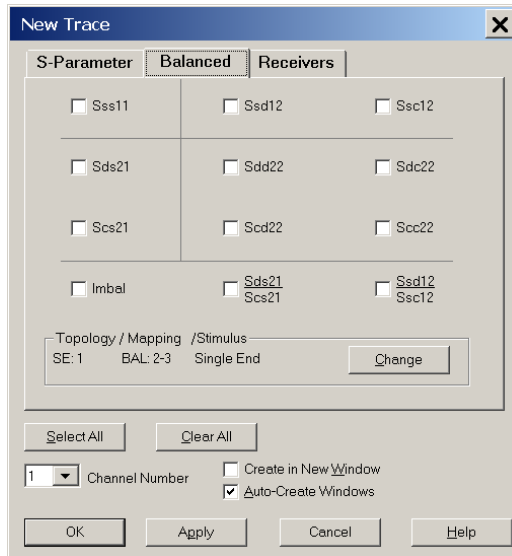 New Trace
S-Parameter Balanced Receivers
Sss11 Ssd12 Ssc12
Sds21 Sdd22 Sdc22
Scs21 Scd22 Scc22
Imbal Sds21 Ssd12
Scs21 Ssc12
Topology / Mapping /Stimulus
SE: 1 BAL: 2-3 Single End Change
Select All Clear All
1 Channel Number Create in New Window
Auto-Create Windows
OK Apply Cancel Help